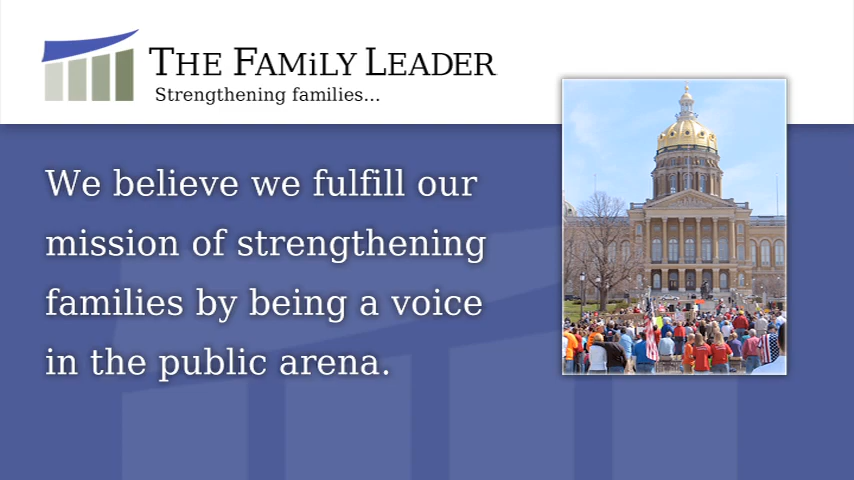 THE FAMiLY LEADER
Strengthening families...
We believe we fulfill our
mission of strengthening
families by being a voice
in the public arena.